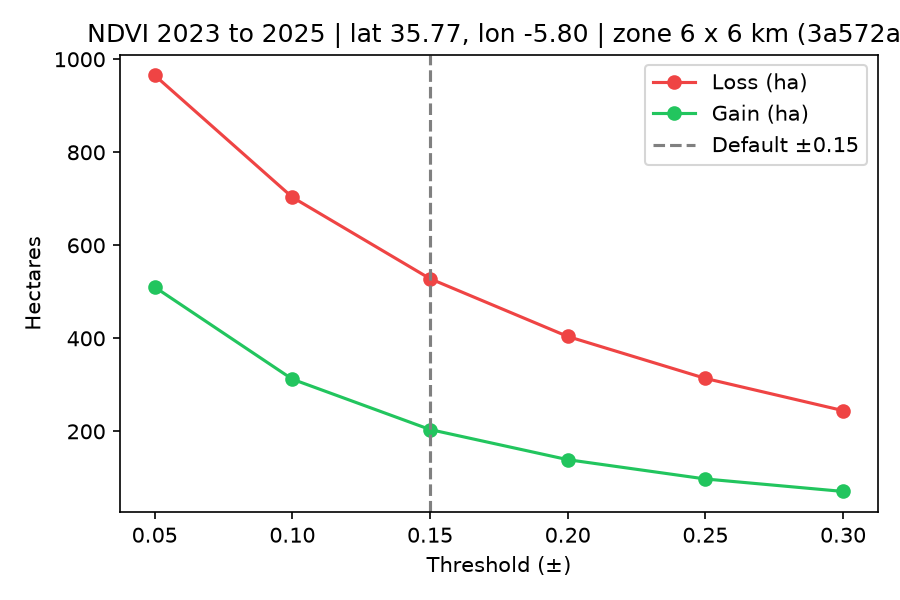 NDVI 2023 to 2025 | lat 35.77, lon -5.80 | zone 6 x 6 km (3a572a
1000
800
600
400
200
Hectares
Loss (ha)
Gain (ha)
Default ±0.15
0.05 0.10 0.15 0.20 0.25 0.30
Threshold (±)